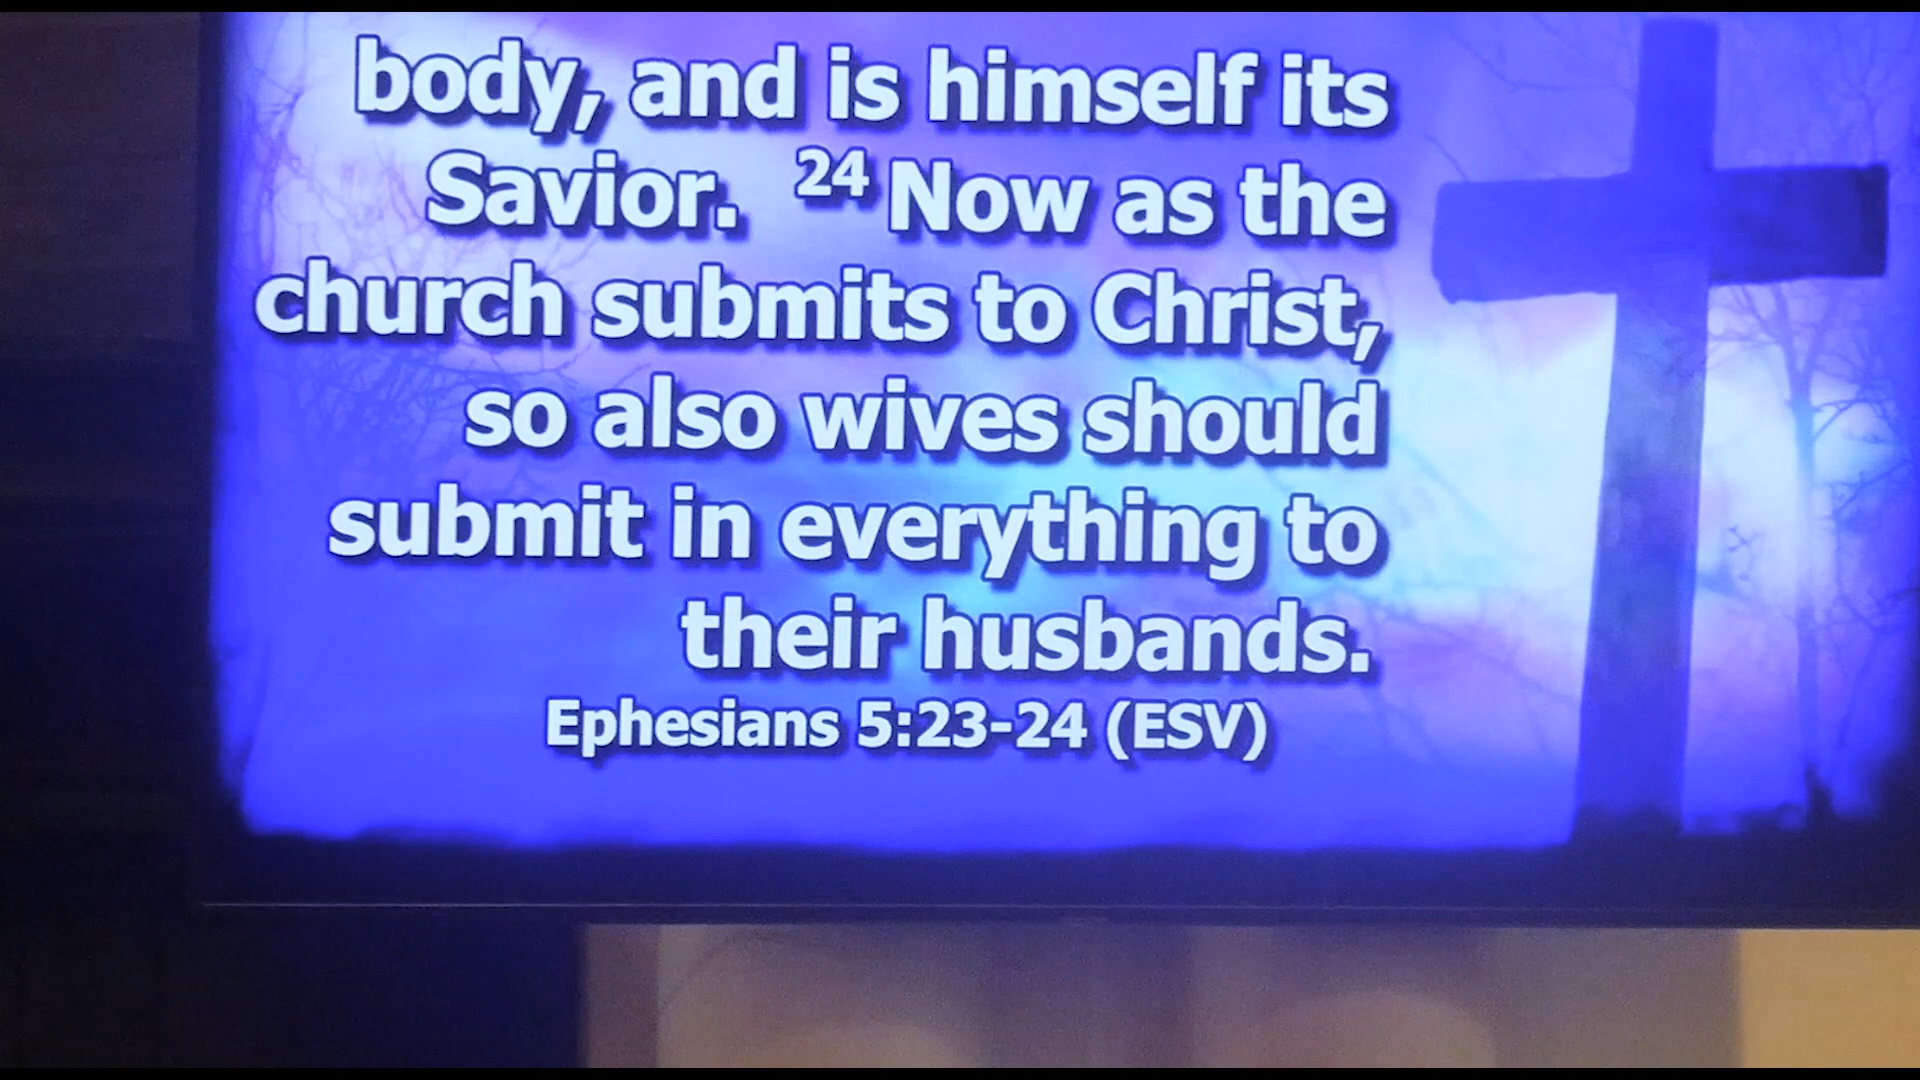 body, and is himself its
Savior. 24 Now as the
church submits to Christ,
so also wives should
submit in everything to
their husbands.
Ephesians 5:23-24 (ESV)